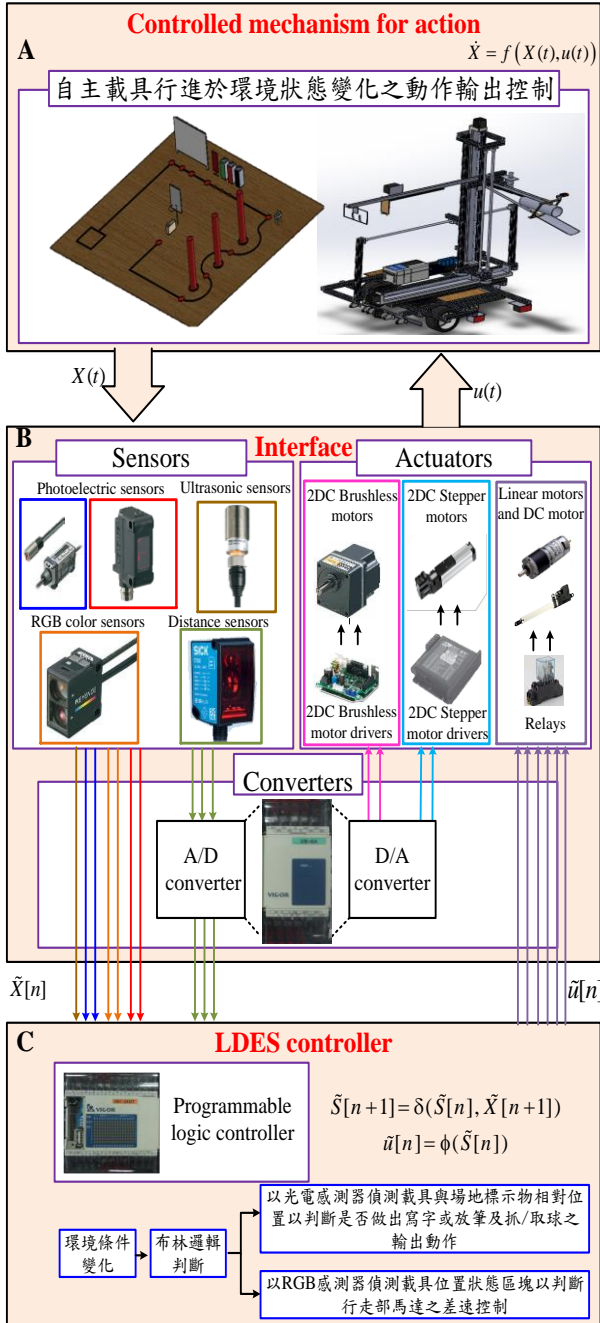 Controlled mechanism for action
A
Ẋ = f(X(t),u(t))
自主載具行進於環境狀態變化之動作輸出控制
X(t)
u(t)
B
Interface
Sensors
Actuators
Photoelectric sensors
Ultrasonic sensors
2DC Brushless
motors
2DC Stepper
motors
Linear motors
and DC motor
RGB color sensors
Distance sensors
KEYENCE
SICK
2DC Brushless
motor drivers
2DC Stepper
motor drivers
Relays
Converters
A/D
converter
VIGOR
D/A
converter
X̃[n]
ũ[n]
C
LDES controller
VIGOR
Programmable
logic controller
S̃[n+1]=δ(S̃[n], X̃[n+1])
ũ[n]=ϕ(S̃[n])
以光電感測器偵測載具與場地標示物相對位
置以判斷是否做出寫字或放筆及抓/取球之
輸出動作
環境條件
變化
布林邏輯
判斷
以RGB感測器偵測載具位置狀態區塊以判斷
行走部馬達之差速控制